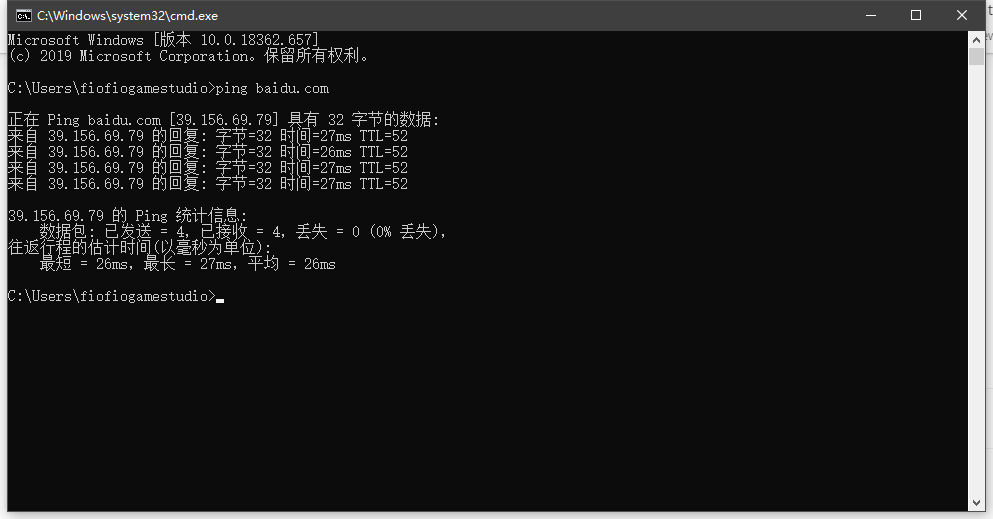 C:\Windows\system32\cmd.exe
Microsoft Windows [版本 10.0.18362.657]
(c) 2019 Microsoft Corporation。保留所有权利。
C:\Users\fiofiogamestudio>ping baidu.com
正在 Ping baidu.com [39.156.69.79] 具有 32 字节的数据:
来自 39.156.69.79 的回复: 字节=32 时间=27ms TTL=52
来自 39.156.69.79 的回复: 字节=32 时间=26ms TTL=52
来自 39.156.69.79 的回复: 字节=32 时间=27ms TTL=52
来自 39.156.69.79 的回复: 字节=32 时间=27ms TTL=52
39.156.69.79 的 Ping 统计信息:
数据包: 已发送 = 4，已接收 = 4，丢失 = 0 (0% 丢失)，
往返行程的估计时间(以毫秒为单位):
最短 = 26ms，最长 = 27ms，平均 = 26ms
C:\Users\fiofiogamestudio>